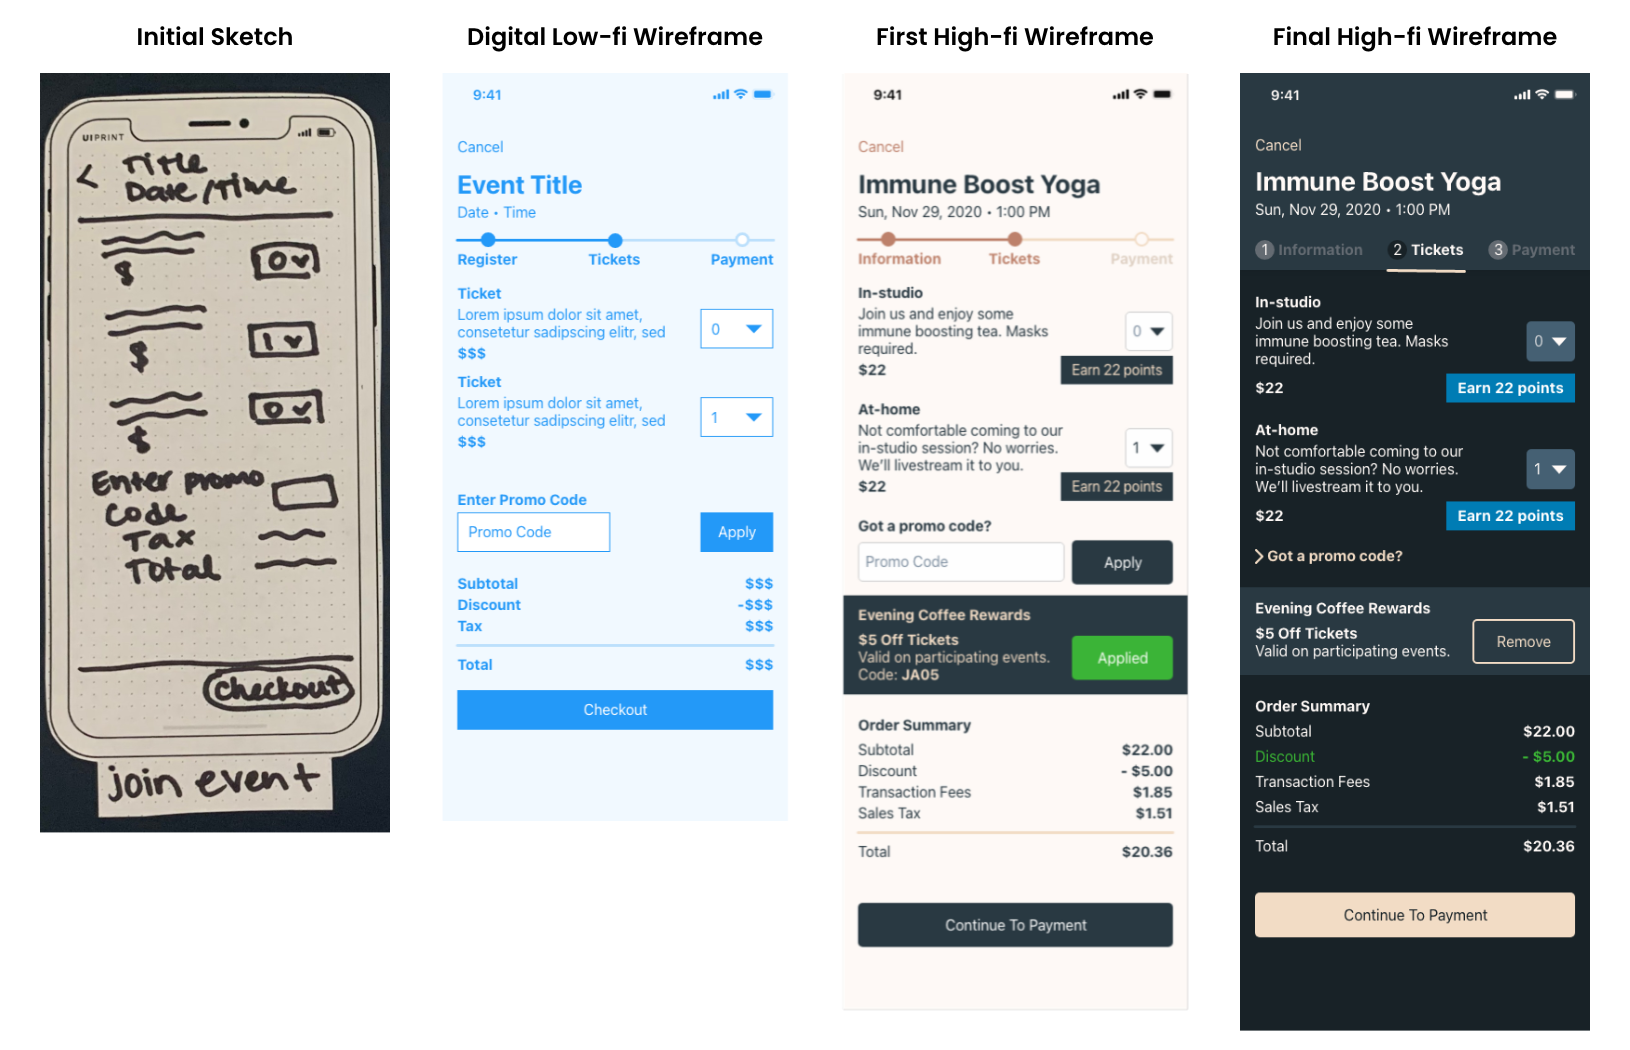 Initial Sketch
UIPRINT
< Title
Date/Time
$
0
$
1
$
0
Enter promo
code
Tax
Total
Checkout
join event
Digital Low-fi Wireframe
9:41
Cancel
Event Title
Date • Time
Register Tickets Payment
Ticket
Lorem ipsum dolor sit amet,
consetetur sadipscing elitr, sed
$$$
0
Ticket
Lorem ipsum dolor sit amet,
consetetur sadipscing elitr, sed
$$$
1
Enter Promo Code
Promo Code Apply
Subtotal $$$
Discount -$$$
Tax $$$
Total $$$
Checkout
First High-fi Wireframe
9:41
Cancel
Immune Boost Yoga
Sun, Nov 29, 2020 • 1:00 PM
Information Tickets Payment
In-studio
Join us and enjoy some
immune boosting tea. Masks
required.
0
$22 Earn 22 points
At-home
Not comfortable coming to our
in-studio session? No worries.
We'll livestream it to you.
1
$22 Earn 22 points
Got a promo code?
Promo Code Apply
Evening Coffee Rewards
$5 Off Tickets
Valid on participating events.
Code: JA05
Applied
Order Summary
Subtotal $22.00
Discount - $5.00
Transaction Fees $1.85
Sales Tax $1.51
Total $20.36
Continue To Payment
Final High-fi Wireframe
9:41
Cancel
Immune Boost Yoga
Sun, Nov 29, 2020 • 1:00 PM
1 Information 2 Tickets 3 Payment
In-studio
Join us and enjoy some
immune boosting tea. Masks
required.
0
$22 Earn 22 points
At-home
Not comfortable coming to our
in-studio session? No worries.
We'll livestream it to you.
1
$22 Earn 22 points
Got a promo code?
Evening Coffee Rewards
$5 Off Tickets
Valid on participating events.
Remove
Order Summary
Subtotal $22.00
Discount - $5.00
Transaction Fees $1.85
Sales Tax $1.51
Total $20.36
Continue To Payment